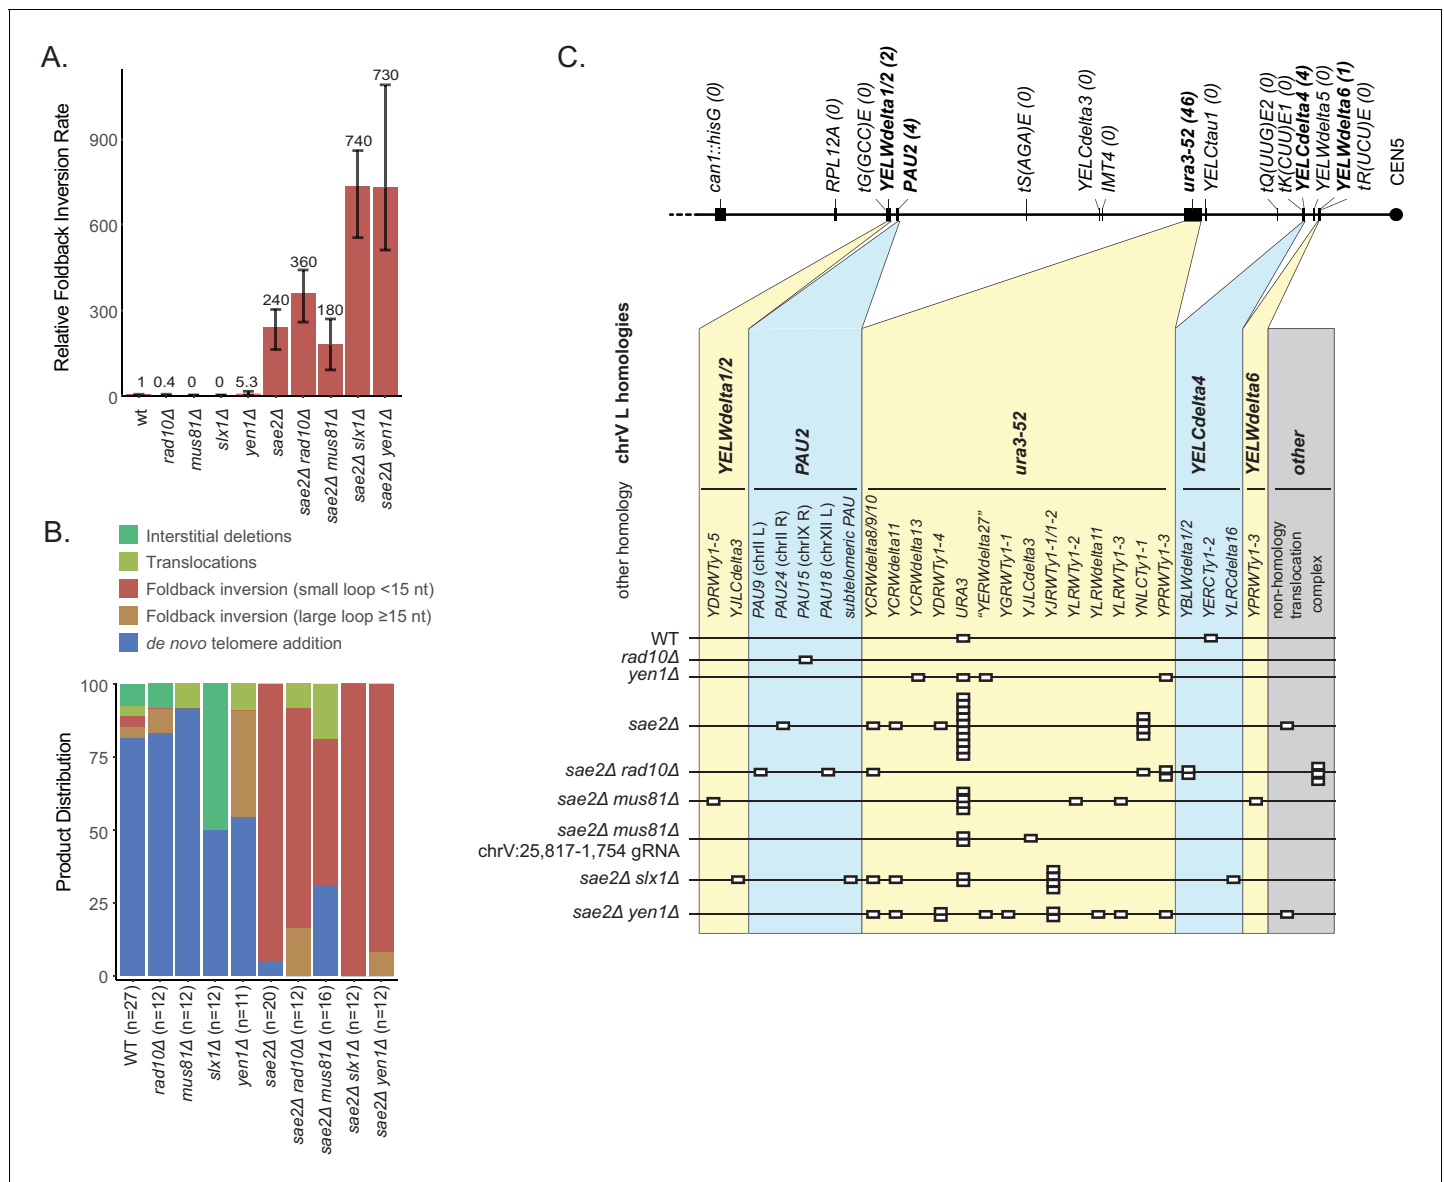 A.
Relative Foldback Inversion Rate
900
600
300
0
1
0.4
0
0
5.3
240
360
180
740
730
wt
rad10Δ
mus81Δ
slx1Δ
yen1Δ
sae2Δ
sae2Δ rad10Δ
sae2Δ mus81Δ
sae2Δ slx1Δ
sae2Δ yen1Δ
B.
Interstitial deletions
Translocations
Foldback inversion (small loop <15 nt)
Foldback inversion (large loop ≥15 nt)
de novo telomere addition
Product Distribution
100
75
50
25
0
WT (n=27)
rad10Δ (n=12)
mus81Δ (n=12)
slx1Δ (n=12)
yen1Δ (n=11)
sae2Δ (n=20)
sae2Δ rad10Δ (n=12)
sae2Δ mus81Δ (n=16)
sae2Δ slx1Δ (n=12)
sae2Δ yen1Δ (n=12)
C.
can1::hisG (0)
RPL12A (0)
tG(GCC)E (0)
YELWdelta1/2 (2)
PAU2 (4)
tS(AGA)E (0)
YELCdelta3 (0)
IMT4 (0)
ura3-52 (46)
YELCtau1 (0)
tQ(UUG)E2 (0)
tK(CUU)E1 (0)
YELCdelta4 (4)
YELWdelta5 (0)
YELWdelta6 (1)
tR(UCU)E (0)
CEN5
chrV L homologies
YELWdelta1/2
PAU2
ura3-52
YELCdelta4
YELWdelta6
other
other homology
YDRWTy1-5
YJLCdelta3
PAU9 (chrII L)
PAU24 (chrII R)
PAU15 (chrIX R)
PAU18 (chrXII L)
subtelomeric PAU
YCRWdelta8/9/10
YCRWdelta11
YCRWdelta13
YDRWTy1-4
URA3
"YERWdelta27"
YGRWTy1-1
YJLCdelta3
YJRWTy1-1/1-2
YLRWTy1-2
YLRWdelta11
YLRWTy1-3
YNLCTy1-1
YPRWTy1-3
YBLWdelta1/2
YERCTy1-2
YLRCdelta16
YPRWTy1-3
non-homology
translocation
complex
WT
rad10Δ
yen1Δ
sae2Δ
sae2Δ rad10Δ
sae2Δ mus81Δ
sae2Δ mus81Δ
chrV:25,817-1,754 gRNA
sae2Δ slx1Δ
sae2Δ yen1Δ